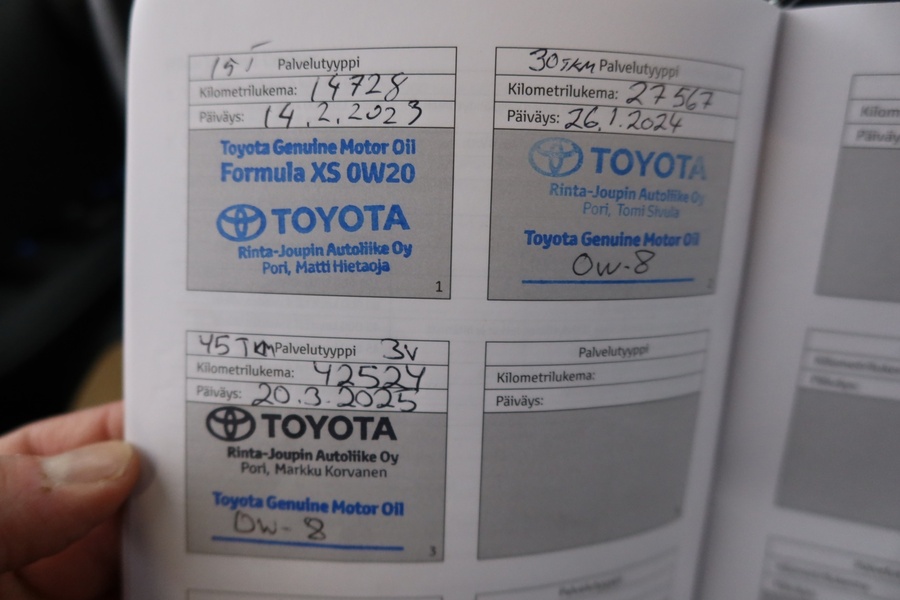 15T Palvelutyyppi
Kilometrilukema: 14728
Päiväys: 14.2.2023
Toyota Genuine Motor Oil
Formula XS 0W20
TOYOTA
Rinta-Joupin Autoliike Oy
Pori, Matti Hietaoja
1
30TKM Palvelutyyppi
Kilometrilukema: 27567
Päiväys: 26.1.2024
TOYOTA
Rinta-Joupin Autoliike Oy
Pori, Tomi Sivula
Toyota Genuine Motor Oil
0w-8
2
45TKM Palvelutyyppi 3V
Kilometrilukema: 42524
Päiväys: 20.3.2025
TOYOTA
Rinta-Joupin Autoliike Oy
Pori, Markku Korvanen
Toyota Genuine Motor Oil
0w-8
3
Palvelutyyppi
Kilometrilukema:
Päiväys:
Palvelutyyppi